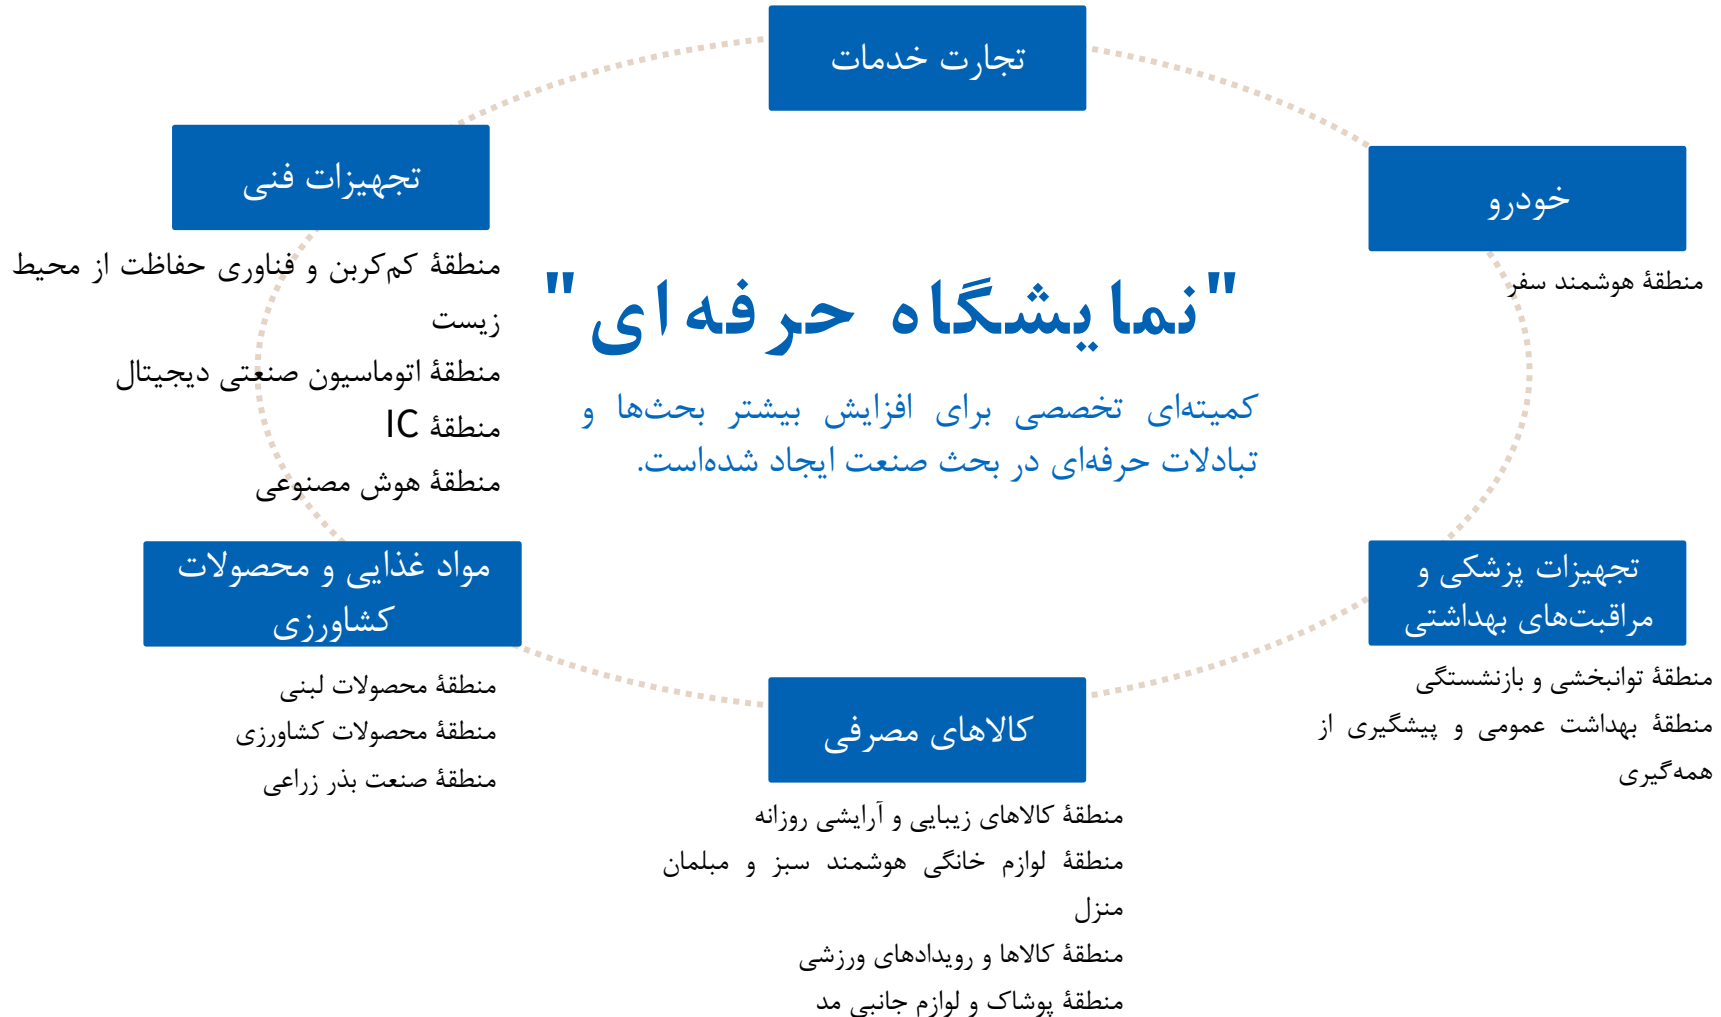 تجارت خدمات
خودرو
منطقهٔ هوشمند سفر
تجهیزات فنی
منطقهٔ کم‌کربن و فناوری حفاظت از محیط
زیست
منطقهٔ اتوماسیون صنعتی دیجیتال
منطقهٔ IC
منطقهٔ هوش مصنوعی
"نمایشگاه حرفه‌ای"
کمیته‌ای تخصصی برای افزایش بیشتر بحث‌ها و
تبادلات حرفه‌ای در بحث صنعت ایجاد شده‌است.
تجهیزات پزشکی و
مراقبت‌های بهداشتی
منطقهٔ توانبخشی و بازنشستگی
منطقهٔ بهداشت عمومی و پیشگیری از
همه‌گیری
مواد غذایی و محصولات
کشاورزی
منطقهٔ محصولات لبنی
منطقهٔ محصولات کشاورزی
منطقهٔ صنعت بذر زراعی
کالاهای مصرفی
منطقهٔ کالاهای زیبایی و آرایشی روزانه
منطقهٔ لوازم خانگی هوشمند سبز و مبلمان
منزل
منطقهٔ کالاها و رویدادهای ورزشی
منطقهٔ پوشاک و لوازم جانبی مد